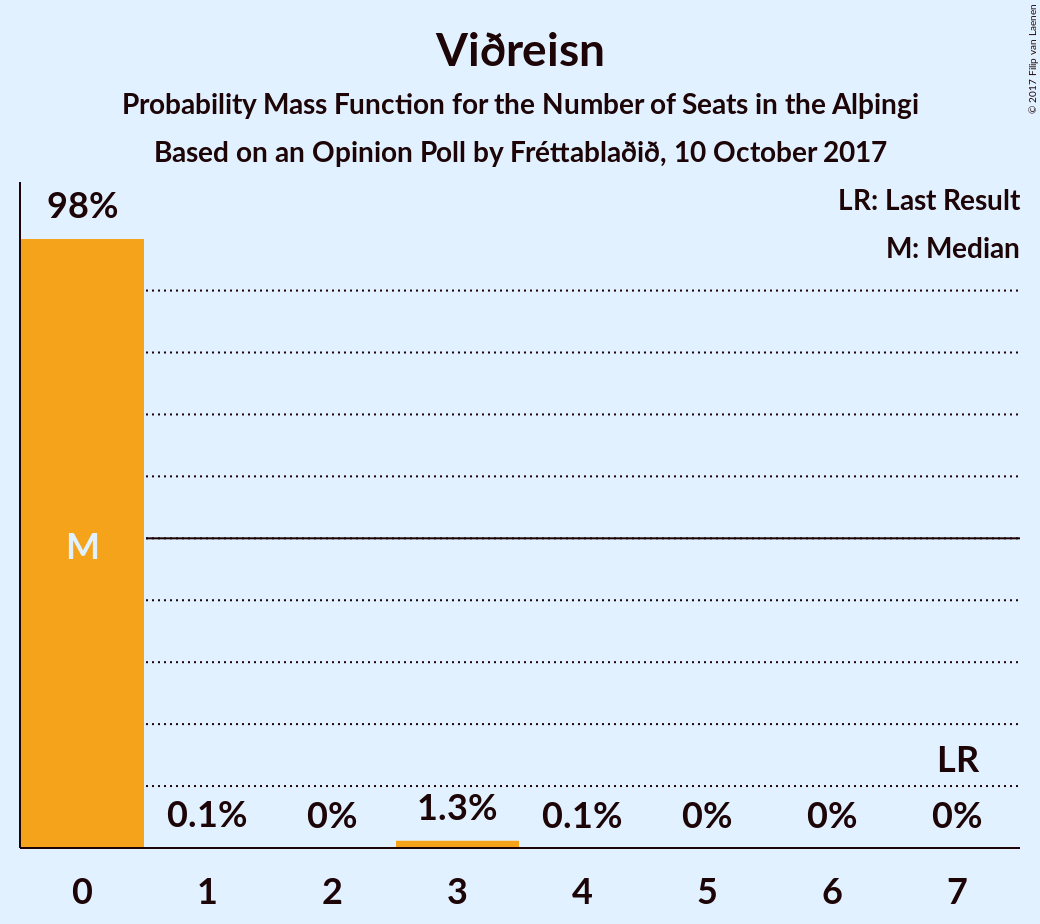 Viðreisn
Probability Mass Function for the Number of Seats in the Alþingi
Based on an Opinion Poll by Fréttablaðið, 10 October 2017
© 2017 Filip van Laenen
LR: Last Result
M: Median
98%
M
LR
0.1%
0%
1.3%
0.1%
0%
0%
0%
0
1
2
3
4
5
6
7